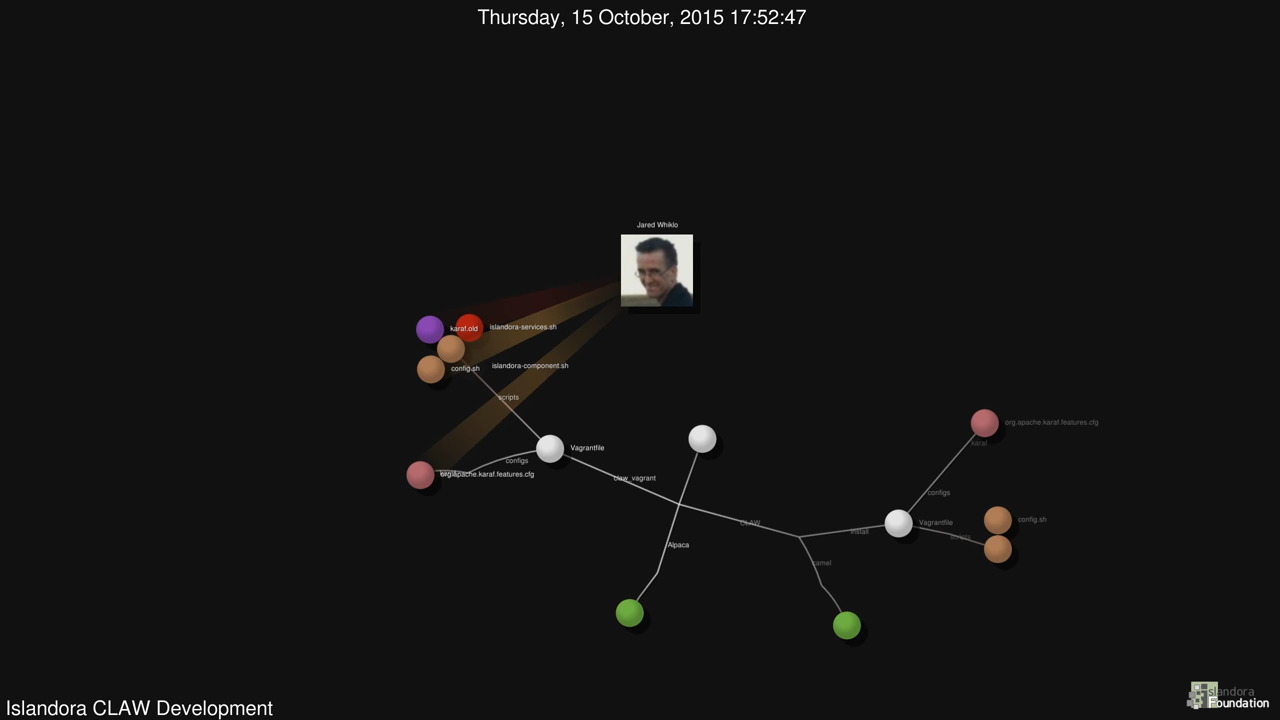 Thursday, 15 October, 2015 17:52:47
Jared Whiklo
karaf.old
islandora-services.sh
config.sh
islandora-component.sh
scripts
Vagrantfile
configs
org.apache.karaf.features.cfg
claw_vagrant
Alpaca
CLAW
camel
install
Vagrantfile
configs
karaf
org.apache.karaf.features.cfg
scripts
config.sh
Islandora CLAW Development
Islandora
Foundation